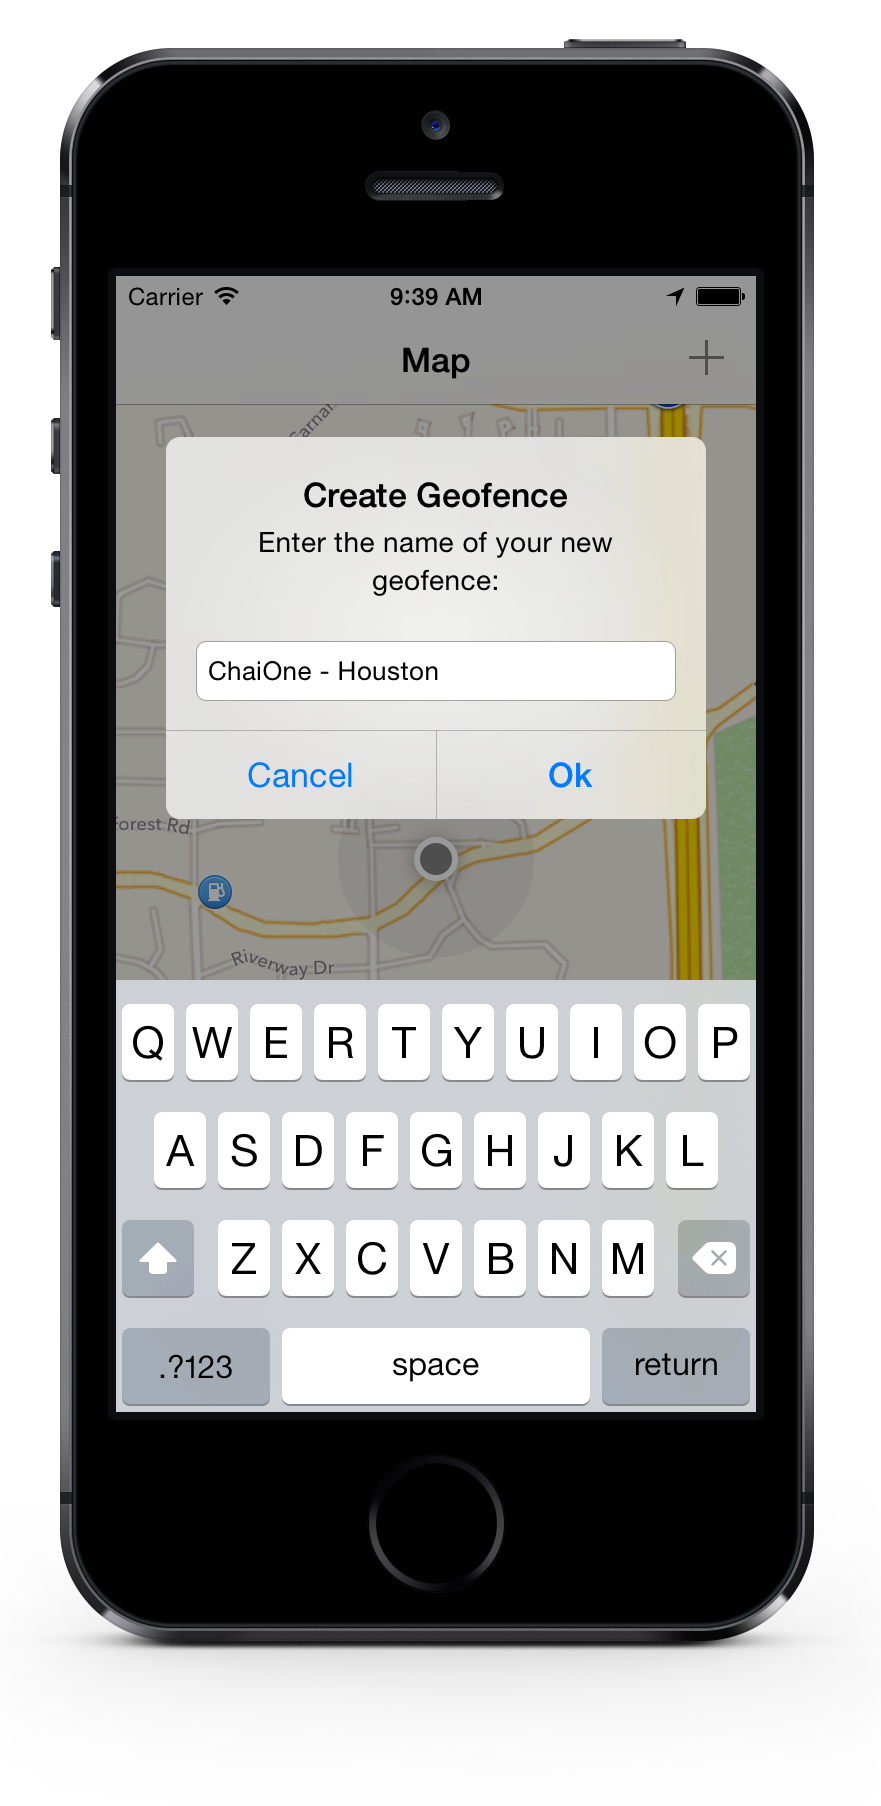 Carrier 9:39 AM
Map
Carnar
Create Geofence
Enter the name of your new
geofence:
ChaiOne - Houston
Cancel Ok
Forest Rd
Riverway Dr
Q W E R T Y U I O P
A S D F G H J K L
Z X C V B N M
.?123 space return